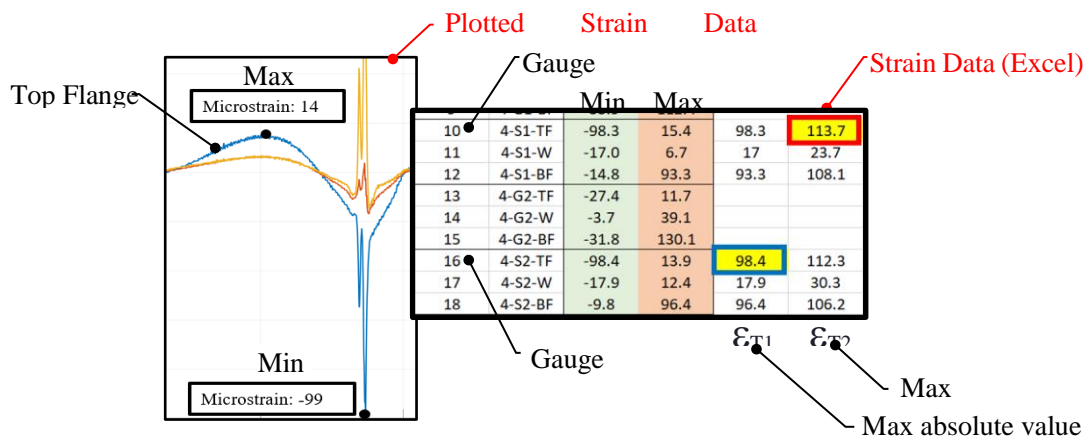 Plotted Strain Data
Gauge
Strain Data (Excel)
Max
Top Flange
Microstrain: 14
Min Max
10 4-S1-TF -98.3 15.4 98.3 113.7
11 4-S1-W -17.0 6.7 17 23.7
12 4-S1-BF -14.8 93.3 93.3 108.1
13 4-G2-TF -27.4 11.7
14 4-G2-W -3.7 39.1
15 4-G2-BF -31.8 130.1
16 4-S2-TF -98.4 13.9 98.4 112.3
17 4-S2-W -17.9 12.4 17.9 30.3
18 4-S2-BF -9.8 96.4 96.4 106.2
εT1 εT2
Gauge
Min
Max
Microstrain: -99
Max absolute value